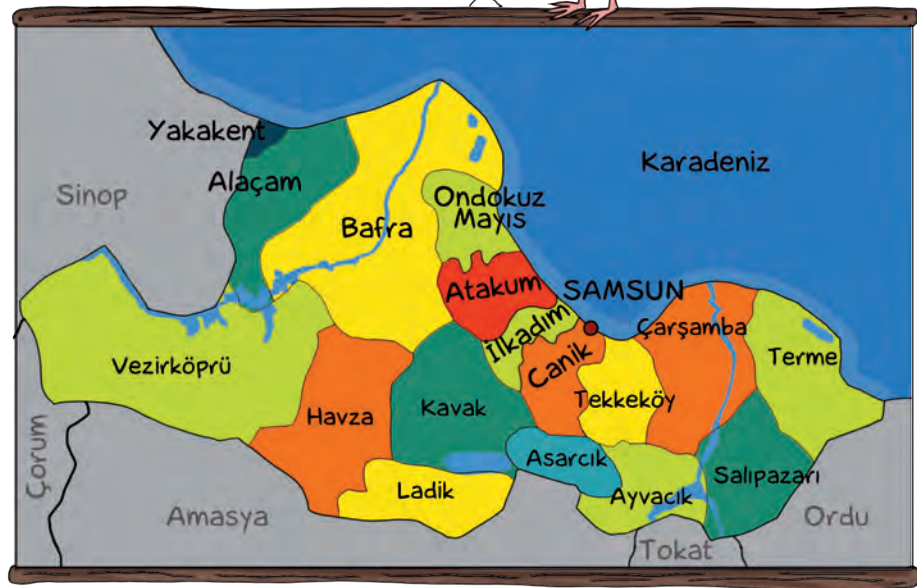 Yakakent
Karadeniz
Sinop
Alaçam
Ondokuz
Mayıs
Bafra
Atakum
SAMSUN
İlkadım
Çarşamba
Canik
Terme
Vezirköprü
Tekkeköy
Kavak
Havza
Asarcık
Çorum
Ladik
Ayvacık
Salıpazarı
Amasya
Ordu
Tokat